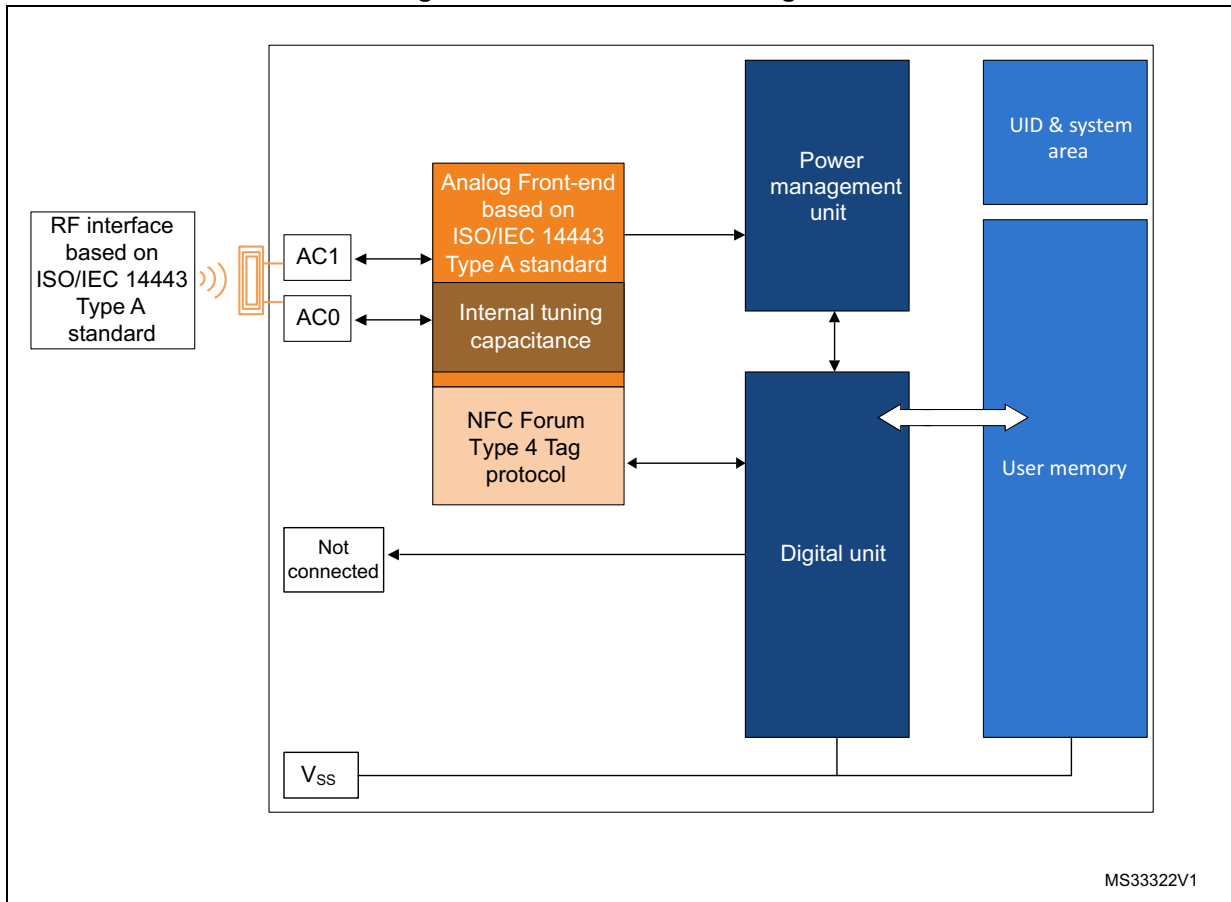 RF interface
based on
ISO/IEC 14443
Type A
standard
AC1
AC0
Analog Front-end
based on
ISO/IEC 14443
Type A standard
Internal tuning
capacitance
NFC Forum
Type 4 Tag
protocol
Not
connected
VSS
Power
management
unit
Digital unit
UID & system
area
User memory
MS33322V1